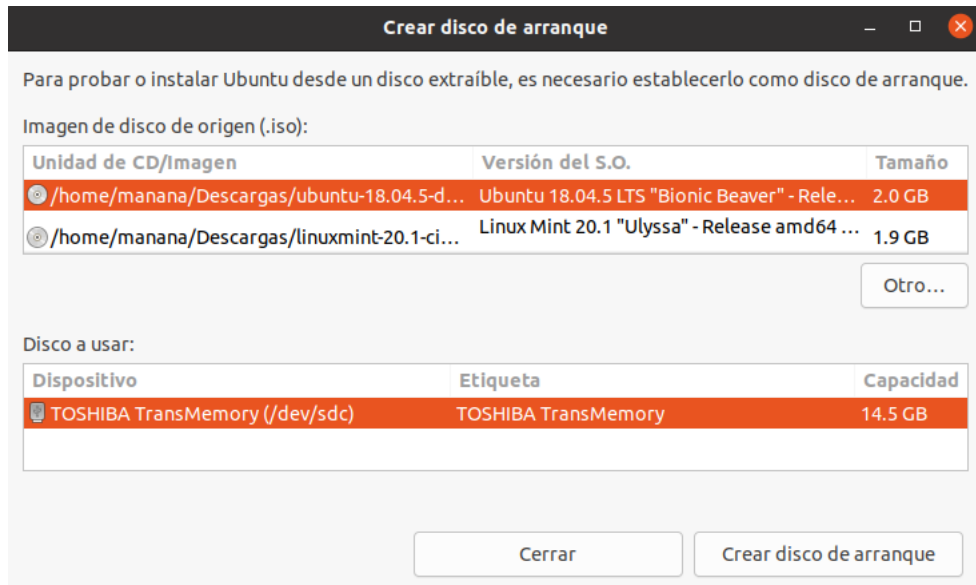 Crear disco de arranque
Para probar o instalar Ubuntu desde un disco extraíble, es necesario establecerlo como disco de arranque.
Imagen de disco de origen (.iso):
Unidad de CD/Imagen Versión del S.O. Tamaño
/home/manana/Descargas/ubuntu-18.04.5-d... Ubuntu 18.04.5 LTS "Bionic Beaver" - Rele... 2.0 GB
/home/manana/Descargas/linuxmint-20.1-ci... Linux Mint 20.1 "Ulyssa" - Release amd64 ... 1.9 GB
Otro...
Disco a usar:
Dispositivo Etiqueta Capacidad
TOSHIBA TransMemory (/dev/sdc) TOSHIBA TransMemory 14.5 GB
Cerrar Crear disco de arranque